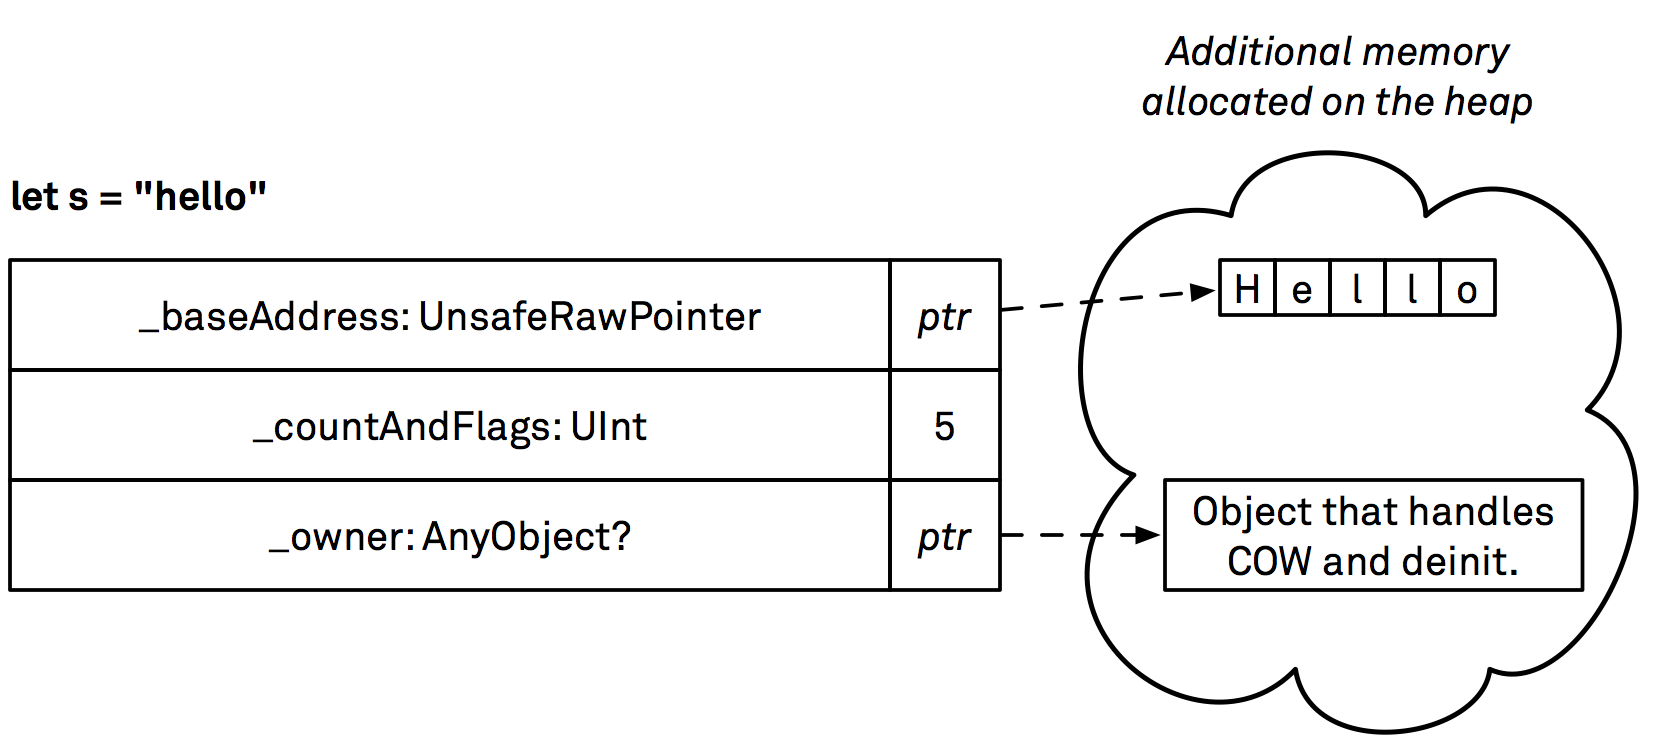 Additional memory
allocated on the heap
let s = "hello"
_baseAddress: UnsafeRawPointer ptr
H e l l o
_countAndFlags: UInt 5
_owner: AnyObject? ptr
Object that handles
COW and deinit.